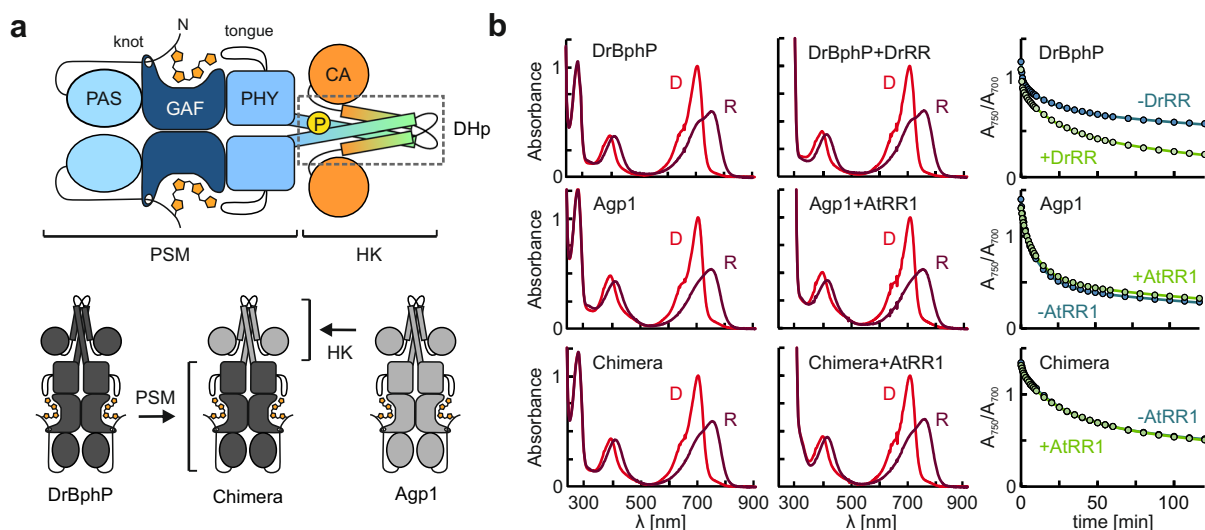 a
N
knot
tongue
PAS
GAF
PHY
CA
P
DHp
PSM
HK
HK
PSM
DrBphP
Chimera
Agp1
b
DrBphP
D
R
1
0
Absorbance
DrBphP+DrRR
D
R
DrBphP
-DrRR
+DrRR
1
0
A750/A700
Agp1
D
R
1
0
Absorbance
Agp1+AtRR1
D
R
Agp1
+AtRR1
-AtRR1
1
0
A750/A700
Chimera
D
R
1
0
Absorbance
300 500 700 900
λ [nm]
Chimera+AtRR1
D
R
300 500 700 900
λ [nm]
Chimera
-AtRR1
+AtRR1
1
0
A750/A700
0 50 100
time [min]